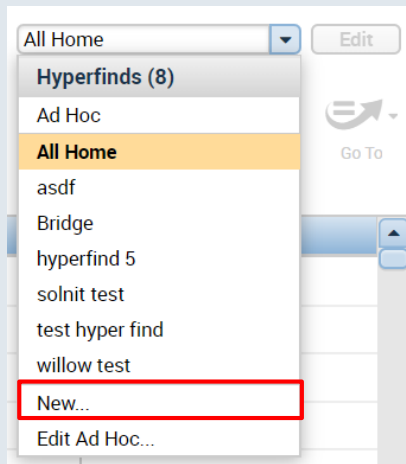 All Home
Edit
Hyperfinds (8)
Ad Hoc
All Home
asdf
Bridge
hyperfind 5
solnit test
test hyper find
willow test
New...
Edit Ad Hoc...
Go To